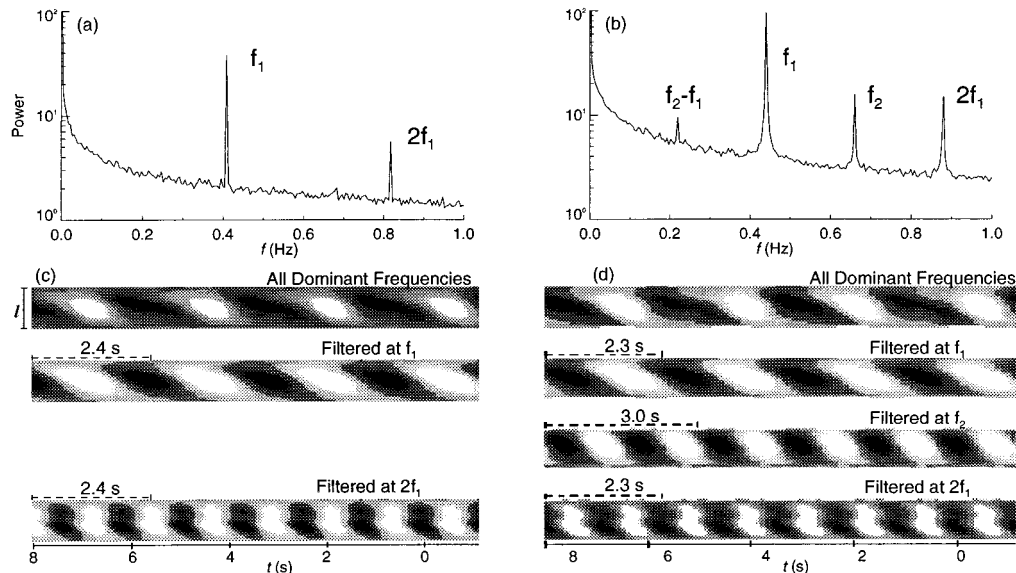 (a)
10²
10¹
10⁰
Power
f₁
2f₁
0.0 0.2 0.4 0.6 0.8 1.0
f (Hz)
(b)
10²
10¹
10⁰
f₂-f₁
f₁
f₂
2f₁
0.0 0.2 0.4 0.6 0.8 1.0
f (Hz)
(c)
All Dominant Frequencies
l
2.4 s
Filtered at f₁
2.4 s
Filtered at 2f₁
8 6 4 2 0
t (s)
(d)
All Dominant Frequencies
2.3 s
Filtered at f₁
3.0 s
Filtered at f₂
2.3 s
Filtered at 2f₁
8 6 4 2 0
t (s)